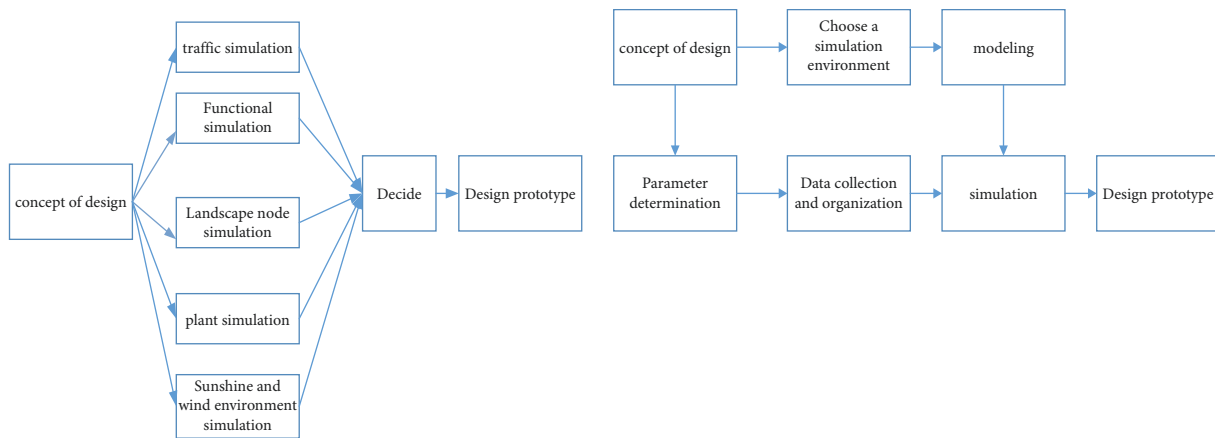 traffic simulation
Functional
simulation
concept of design
Landscape node
simulation
plant simulation
Sunshine and
wind environment
simulation
Decide
Design prototype
concept of design
Choose a
simulation
environment
modeling
Parameter
determination
Data collection
and organization
simulation
Design prototype